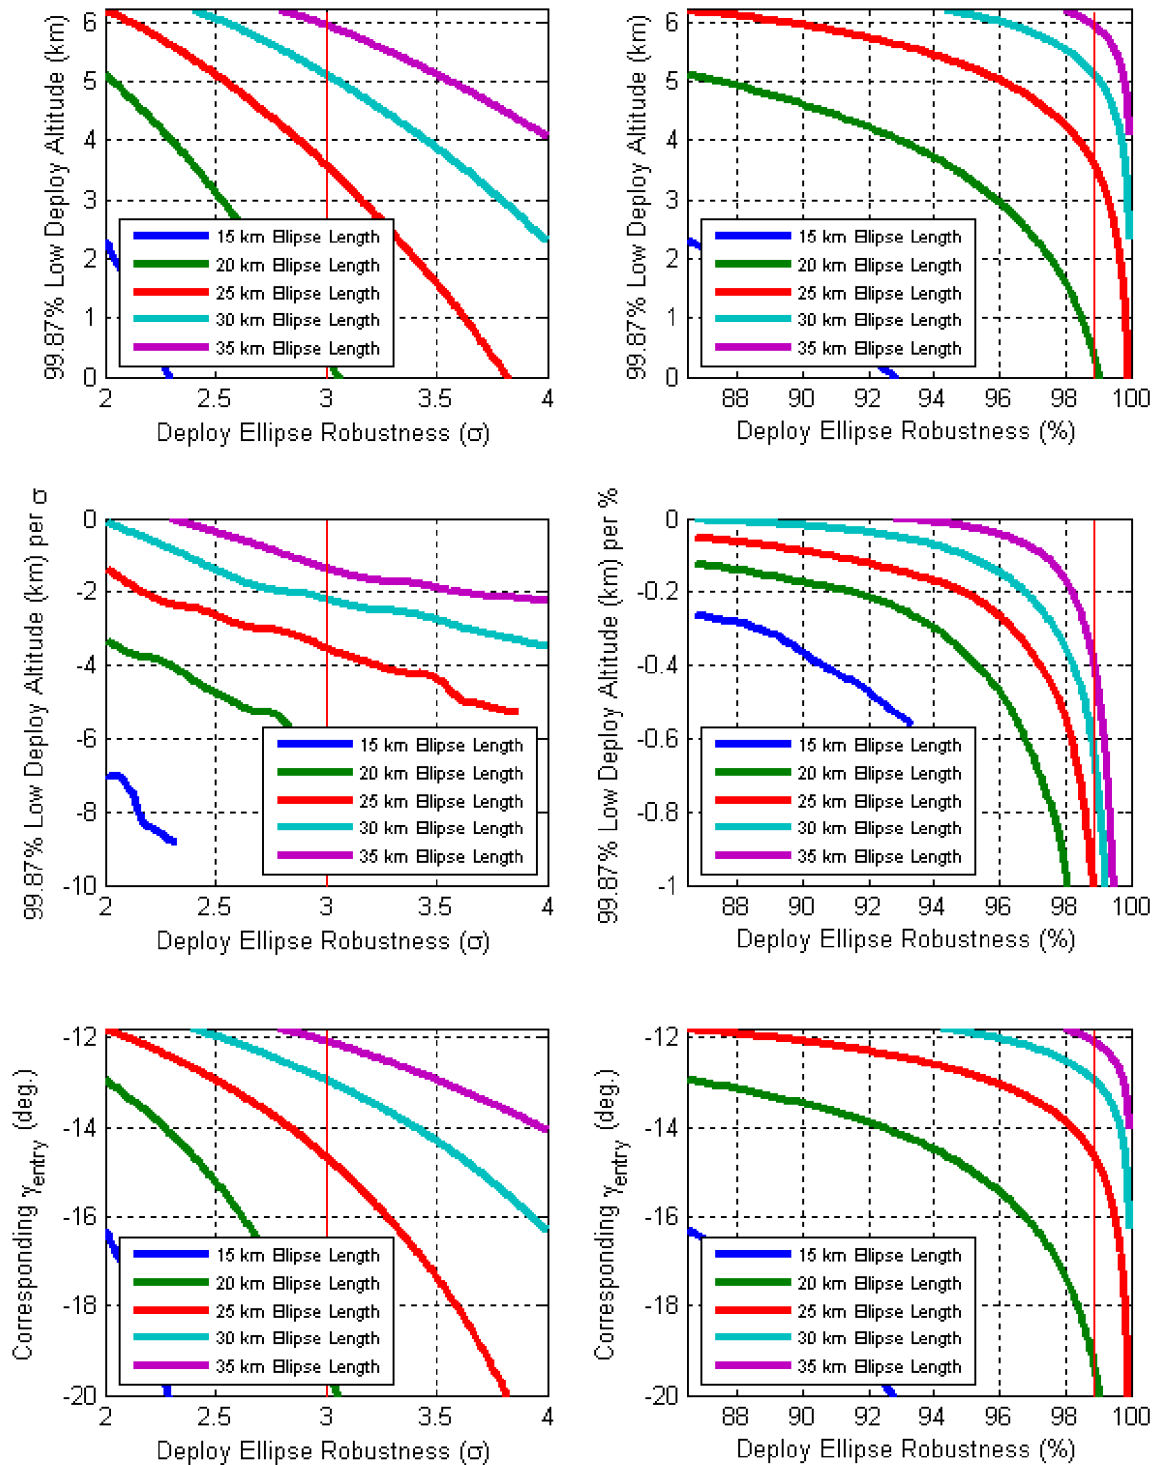 99.87% Low Deploy Altitude (km)
6
5
4
3
2
1
0
15 km Ellipse Length
20 km Ellipse Length
25 km Ellipse Length
30 km Ellipse Length
35 km Ellipse Length
2 2.5 3 3.5 4
Deploy Ellipse Robustness (σ)
99.87% Low Deploy Altitude (km)
6
5
4
3
2
1
0
15 km Ellipse Length
20 km Ellipse Length
25 km Ellipse Length
30 km Ellipse Length
35 km Ellipse Length
88 90 92 94 96 98 100
Deploy Ellipse Robustness (%)
99.87% Low Deploy Altitude (km) per σ
0
-2
-4
-6
-8
-10
15 km Ellipse Length
20 km Ellipse Length
25 km Ellipse Length
30 km Ellipse Length
35 km Ellipse Length
2 2.5 3 3.5 4
Deploy Ellipse Robustness (σ)
99.87% Low Deploy Altitude (km) per %
0
-0.2
-0.4
-0.6
-0.8
-1
15 km Ellipse Length
20 km Ellipse Length
25 km Ellipse Length
30 km Ellipse Length
35 km Ellipse Length
88 90 92 94 96 98 100
Deploy Ellipse Robustness (%)
Corresponding γentry (deg.)
-12
-14
-16
-18
-20
15 km Ellipse Length
20 km Ellipse Length
25 km Ellipse Length
30 km Ellipse Length
35 km Ellipse Length
2 2.5 3 3.5 4
Deploy Ellipse Robustness (σ)
Corresponding γentry (deg.)
-12
-14
-16
-18
-20
15 km Ellipse Length
20 km Ellipse Length
25 km Ellipse Length
30 km Ellipse Length
35 km Ellipse Length
88 90 92 94 96 98 100
Deploy Ellipse Robustness (%)